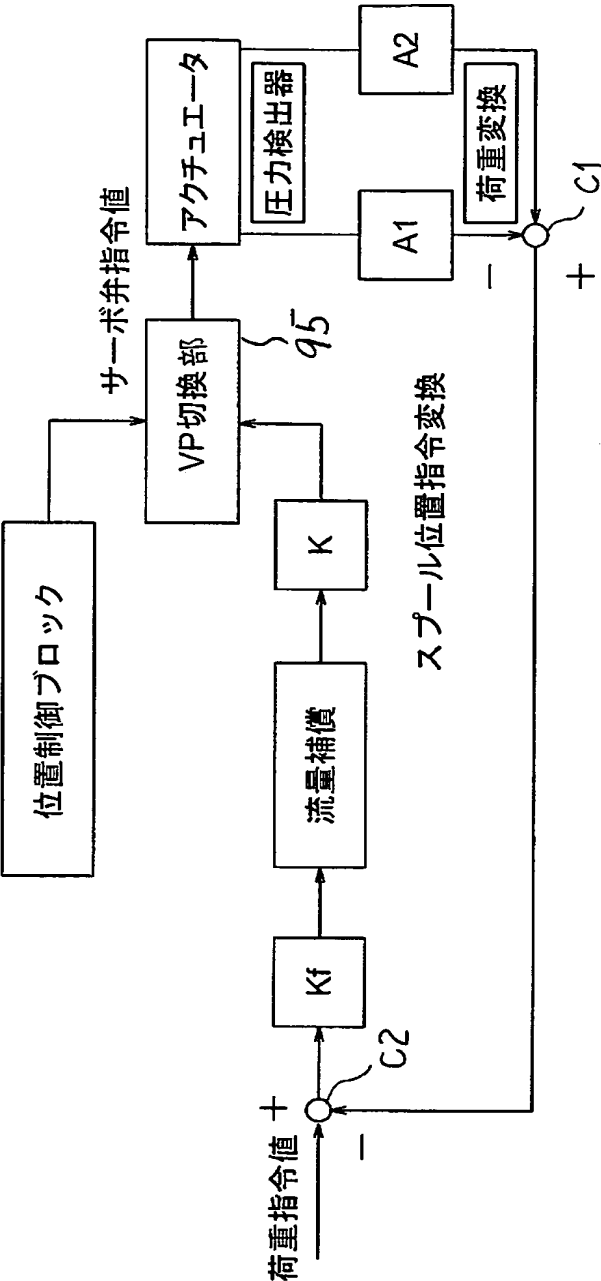 位置制御ブロック
サーボ弁指令値
VP切換部
95
アクチュエータ
圧力検出器
荷重指令値
+
-
C2
Kf
流量補償
K
スプール位置指令変換
A1
A2
荷重変換
-
+
C1